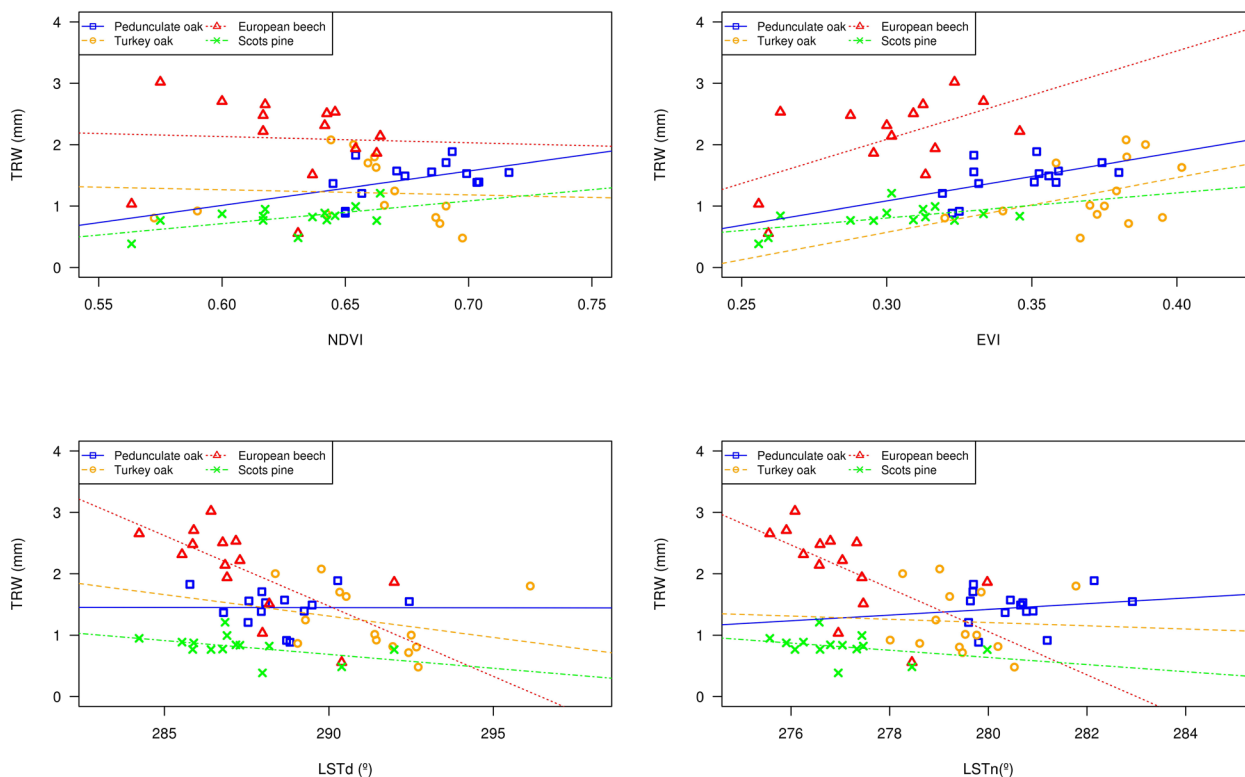 Pedunculate oak European beech
Turkey oak Scots pine
TRW (mm)
4
3
2
1
0
0.55 0.60 0.65 0.70 0.75
NDVI
Pedunculate oak European beech
Turkey oak Scots pine
TRW (mm)
4
3
2
1
0
0.25 0.30 0.35 0.40
EVI
Pedunculate oak European beech
Turkey oak Scots pine
TRW (mm)
4
3
2
1
0
285 290 295
LSTd (º)
Pedunculate oak European beech
Turkey oak Scots pine
TRW (mm)
4
3
2
1
0
276 278 280 282 284
LSTn(º)